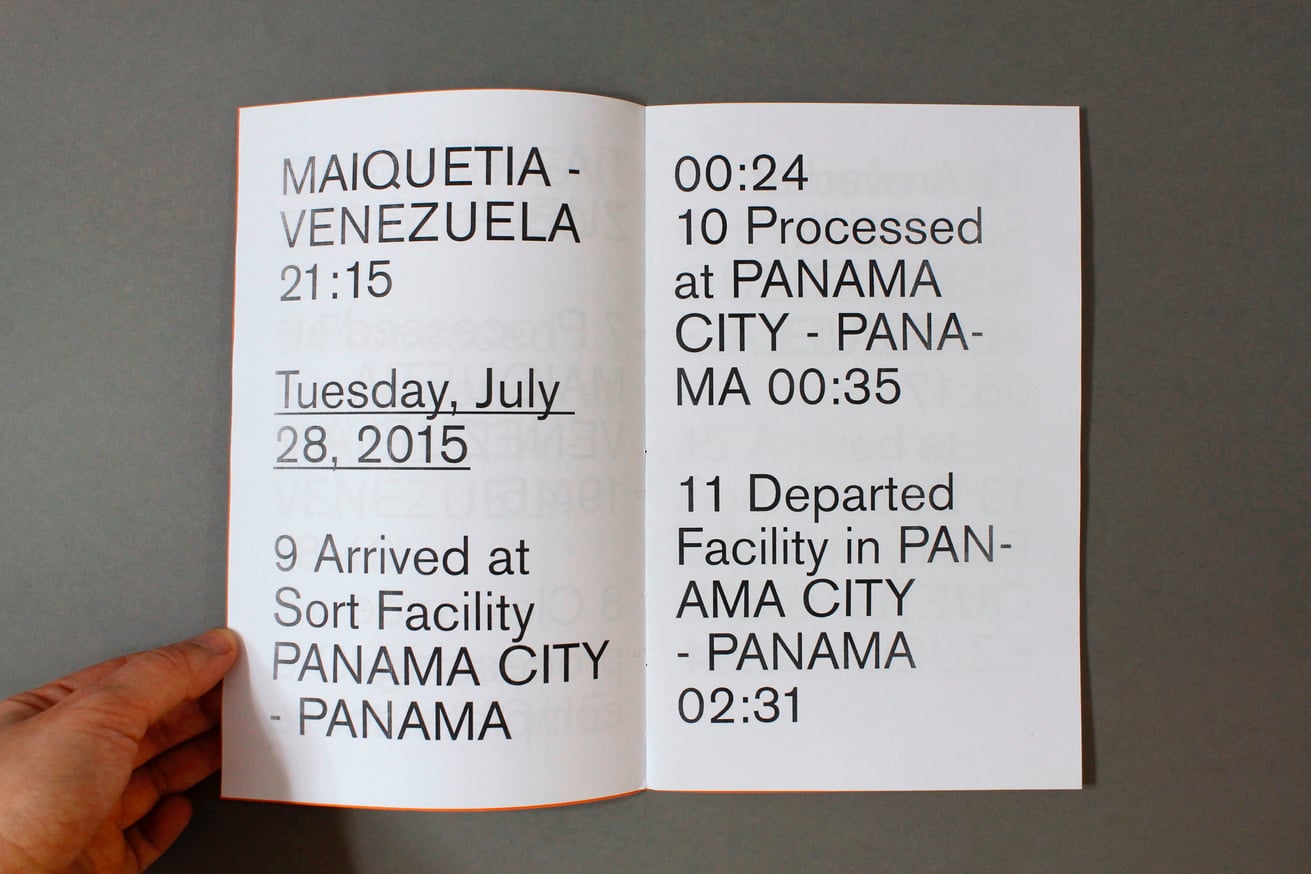 MAIQUETIA -
VENEZUELA
21:15
Tuesday, July
28, 2015
9 Arrived at
Sort Facility
PANAMA CITY
- PANAMA
00:24
10 Processed
at PANAMA
CITY - PANA-
MA 00:35
11 Departed
Facility in PAN-
AMA CITY
- PANAMA
02:31